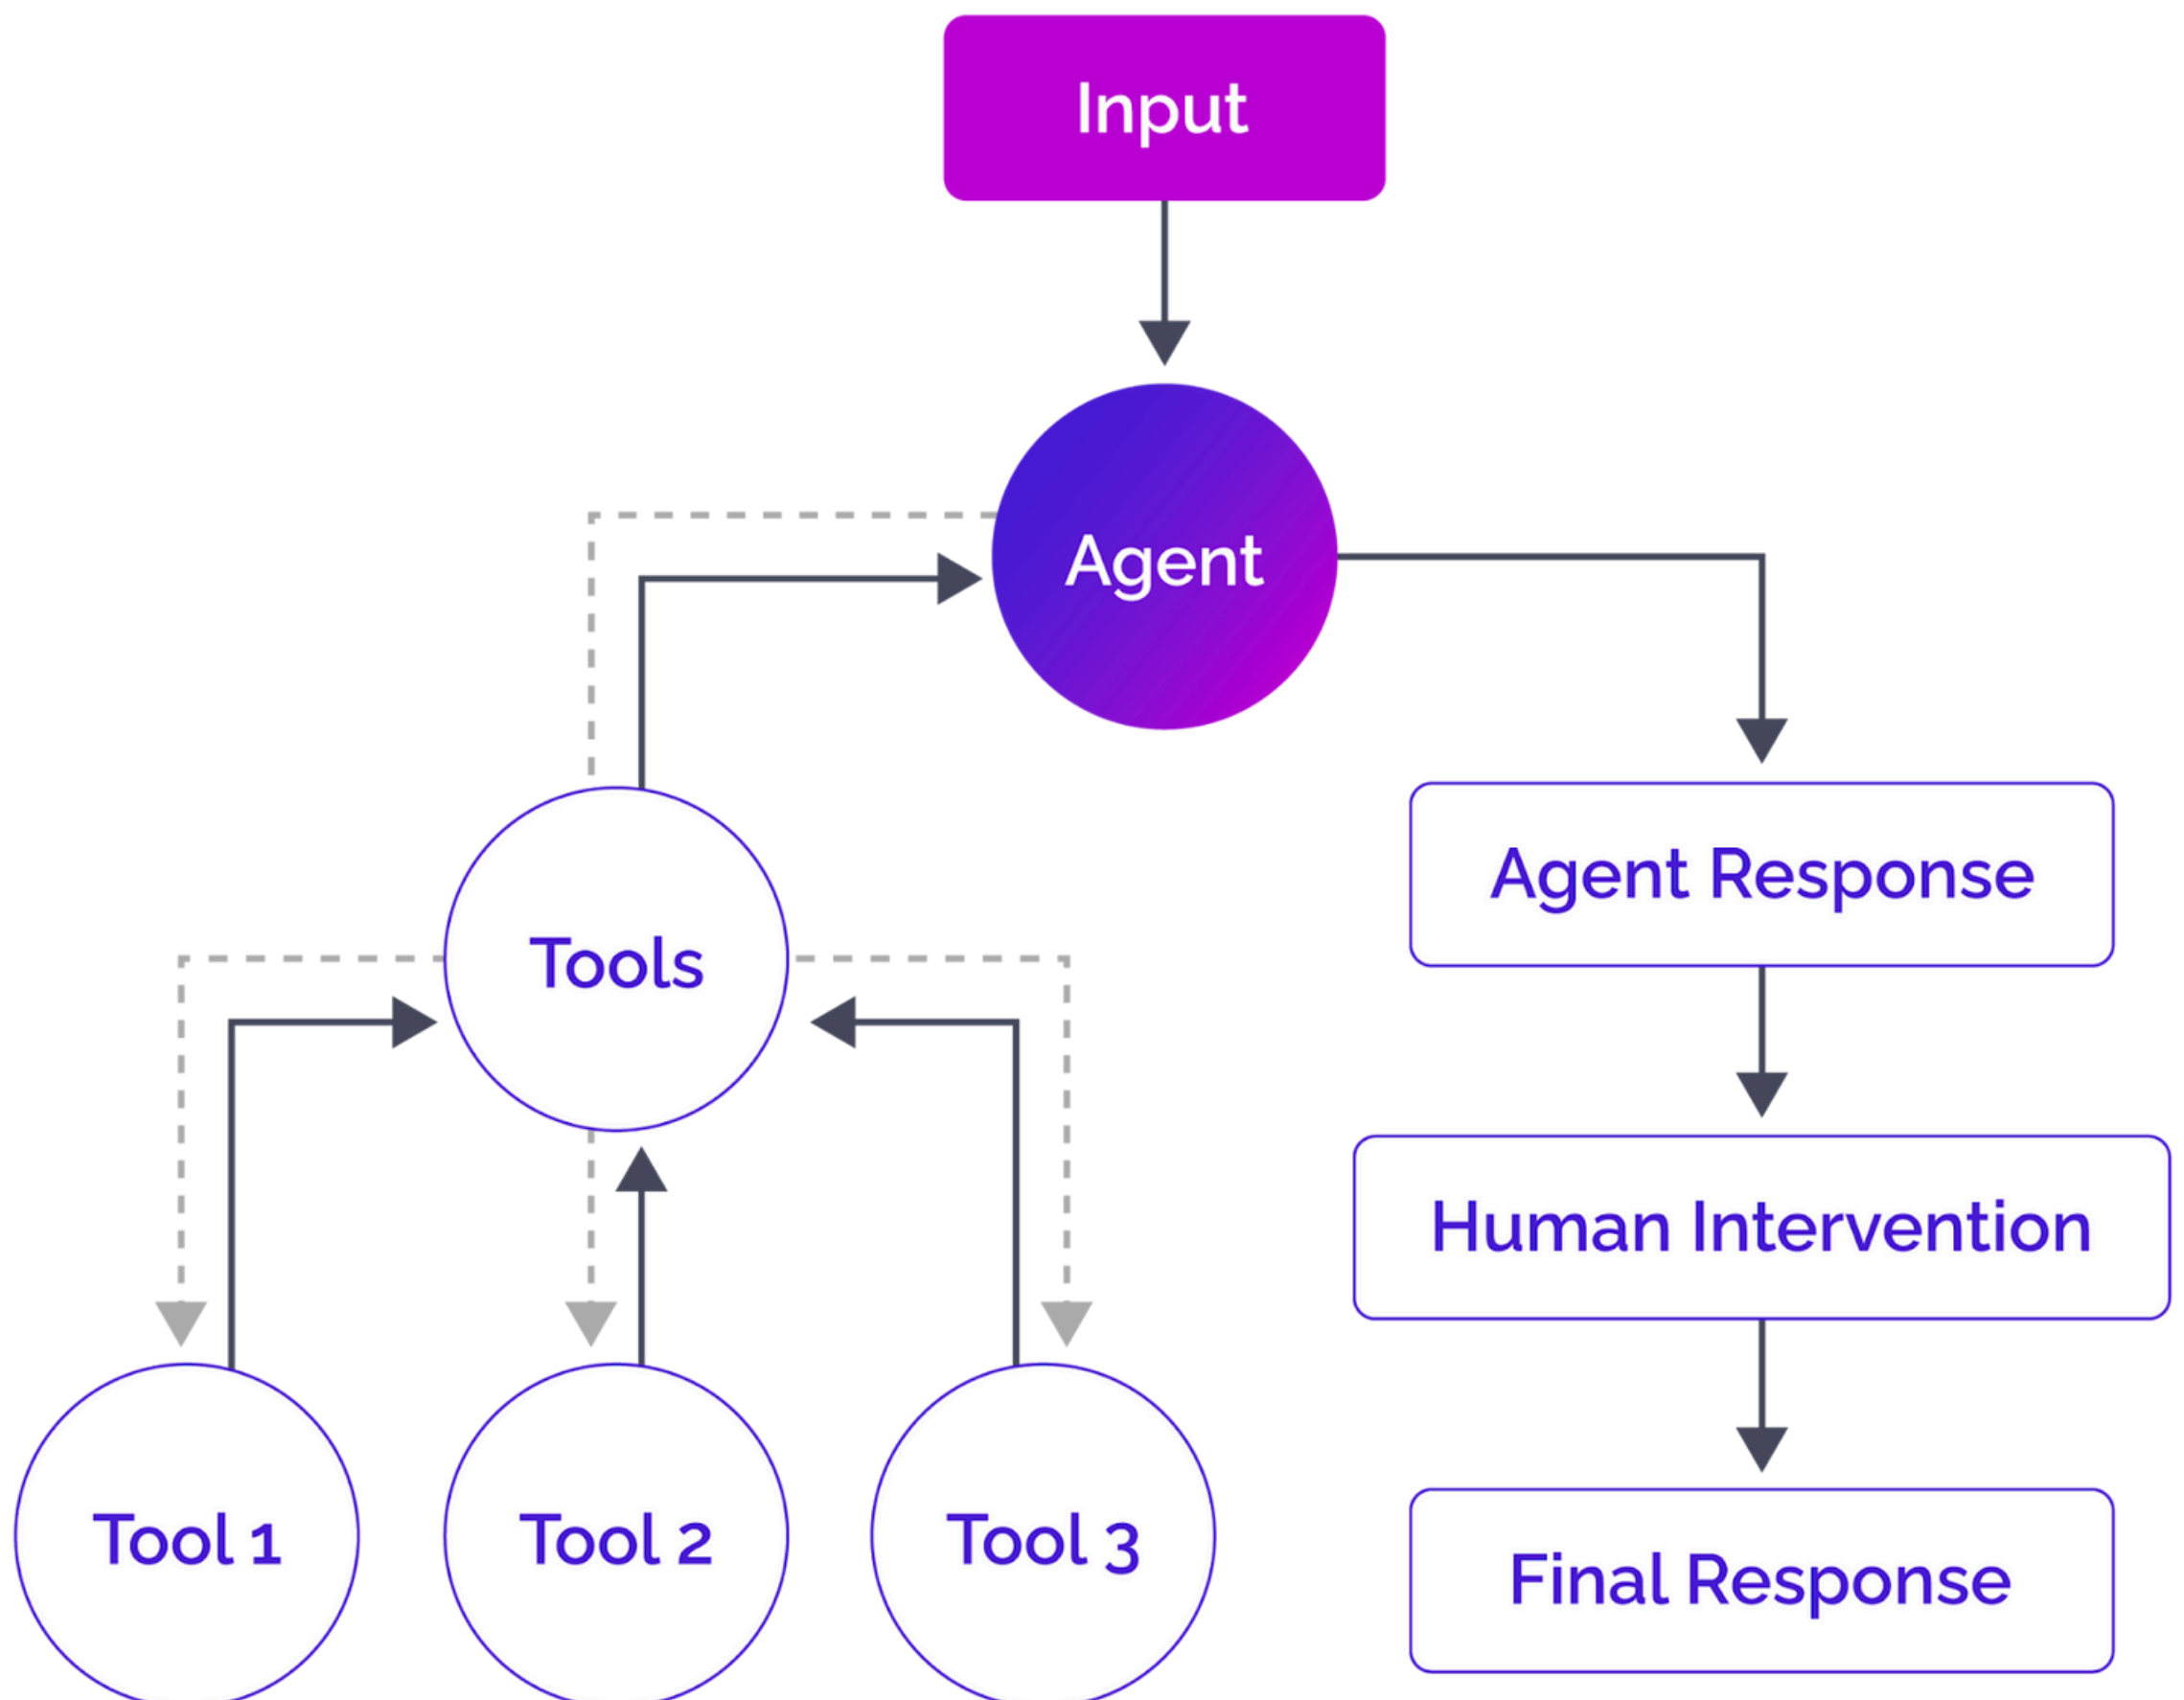 Input
Agent
Tools
Agent Response
Human Intervention
Tool 1
Tool 2
Tool 3
Final Response